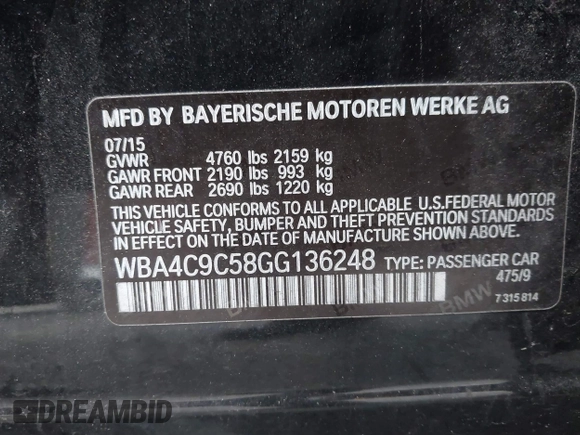 MFD BY BAYERISCHE MOTOREN WERKE AG
07/15
GVWR 4760 lbs 2159 kg
GAWR FRONT 2190 lbs 993 kg
GAWR REAR 2690 lbs 1220 kg
THIS VEHICLE CONFORMS TO ALL APPLICABLE U.S.FEDERAL MOTOR
VEHICLE SAFETY, BUMPER AND THEFT PREVENTION STANDARDS
IN EFFECT ON THE DATE OF MANUFACTURE SHOWN ABOVE.
WBA4C9C58GG136248 TYPE: PASSENGER CAR
475/9
7 315 814
BMW
DREAMBID